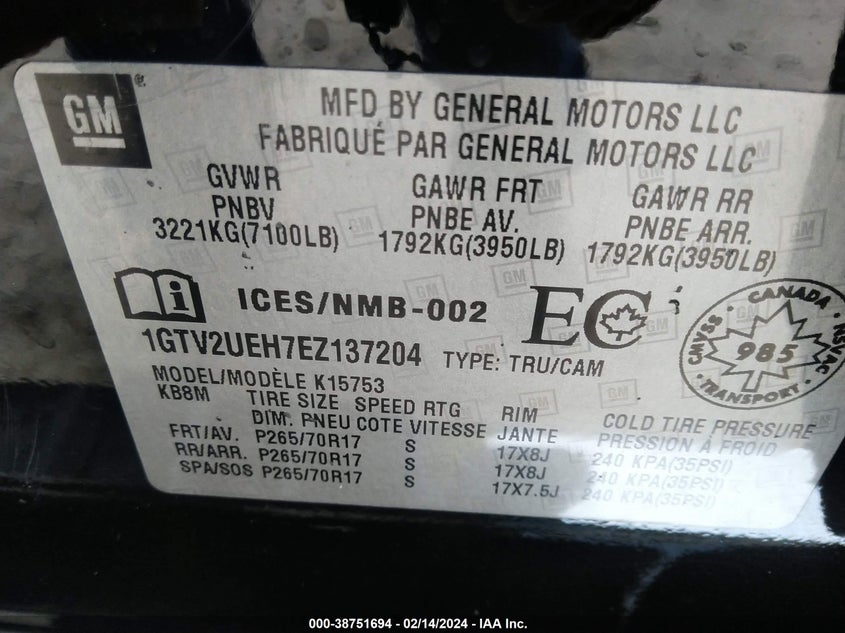 GM
MFD BY GENERAL MOTORS LLC
FABRIQUÉ PAR GENERAL MOTORS LLC
GVWR GAWR FRT GAWR RR
PNBV PNBE AV. PNBE ARR.
3221KG(7100LB) 1792KG(3950LB) 1792KG(3950LB)
i ICES/NMB-002 EC
CANADA CMVSS NSVAC 985 TRANSPORT
1GTV2UEH7EZ137204 TYPE: TRU/CAM
MODEL/MODÈLE K15753
KB8M TIRE SIZE SPEED RTG RIM COLD TIRE PRESSURE
DIM. PNEU COTE VITESSE JANTE PRESSION À FROID
FRT/AV. P265/70R17 S 17X8J 240 KPA(35PSI)
RR/ARR. P265/70R17 S 17X8J 240 KPA(35PSI)
SPA/SOS P265/70R17 S 17X7.5J 240 KPA(35PSI)
000-38751694 - 02/14/2024 - IAA Inc.